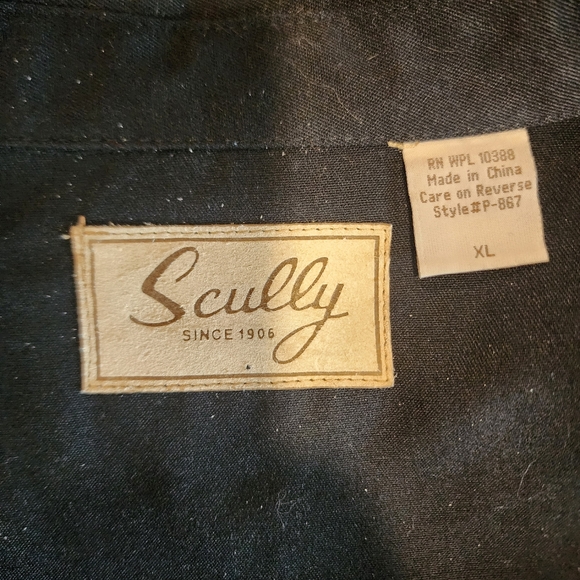 Scully
SINCE 1906
RN WPL 10388
Made in China
Care on Reverse
Style#P-867
XL